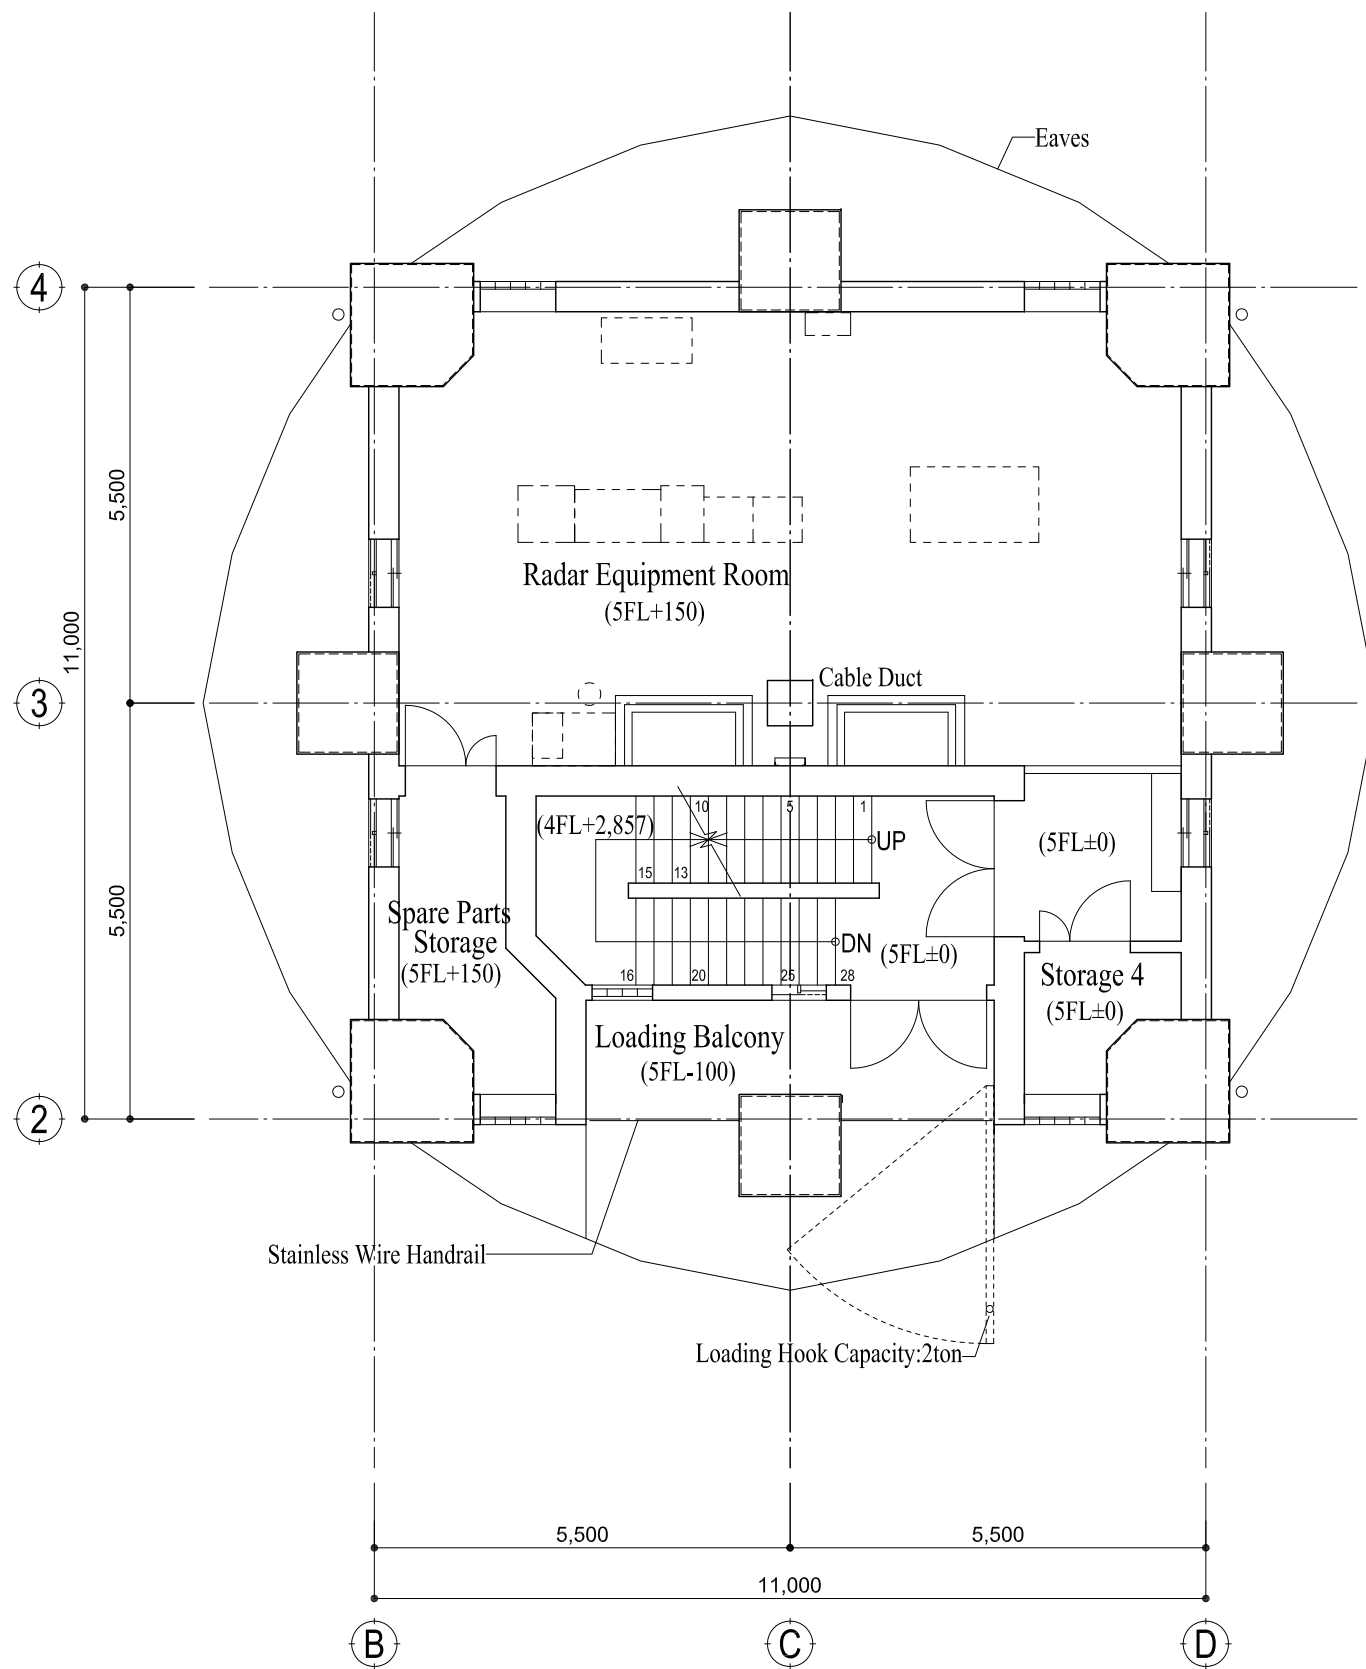 Eaves
4
5,500
11,000
Radar Equipment Room
(5FL+150)
Cable Duct
3
10
5
1
(4FL+2,857)
UP
(5FL±0)
15
13
5,500
Spare Parts
Storage
(5FL+150)
DN
(5FL±0)
16
20
25
28
Storage 4
(5FL±0)
Loading Balcony
(5FL-100)
2
Stainless Wire Handrail
Loading Hook Capacity:2ton
5,500
5,500
11,000
B
C
D